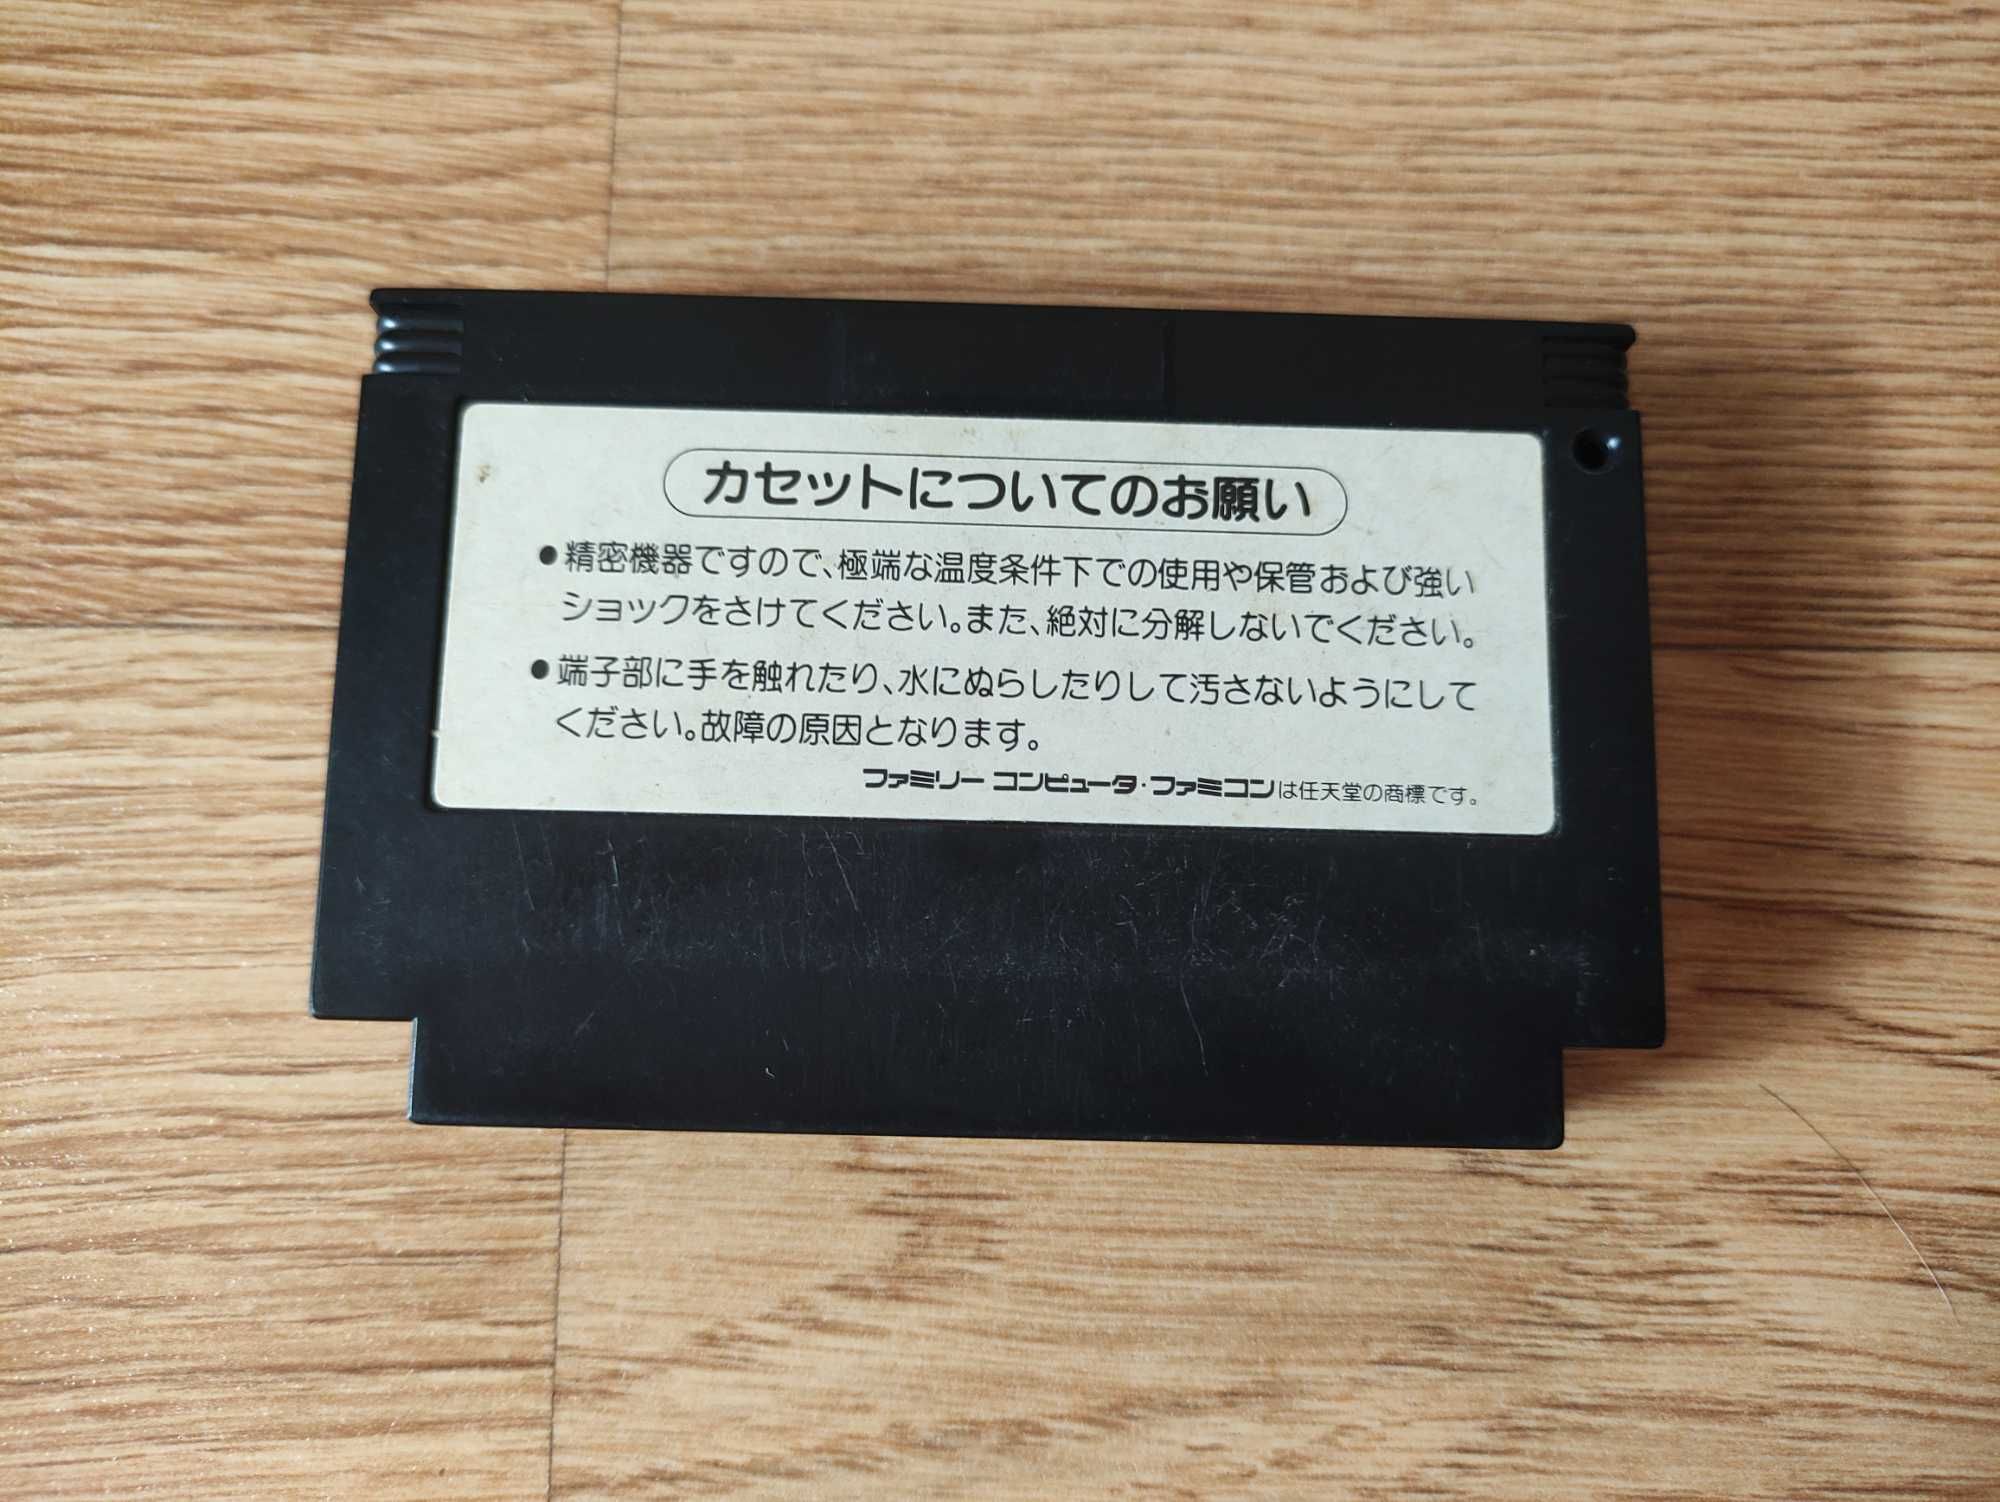 カセットについてのお願い
●精密機器ですので、極端な温度条件下での使用や保管および強い
ショックをさけてください。また、絶対に分解しないでください。
●端子部に手を触れたり、水にぬらしたりして汚さないようにして
ください。故障の原因となります。
ファミリー コンピュータ・ファミコンは任天堂の商標です。